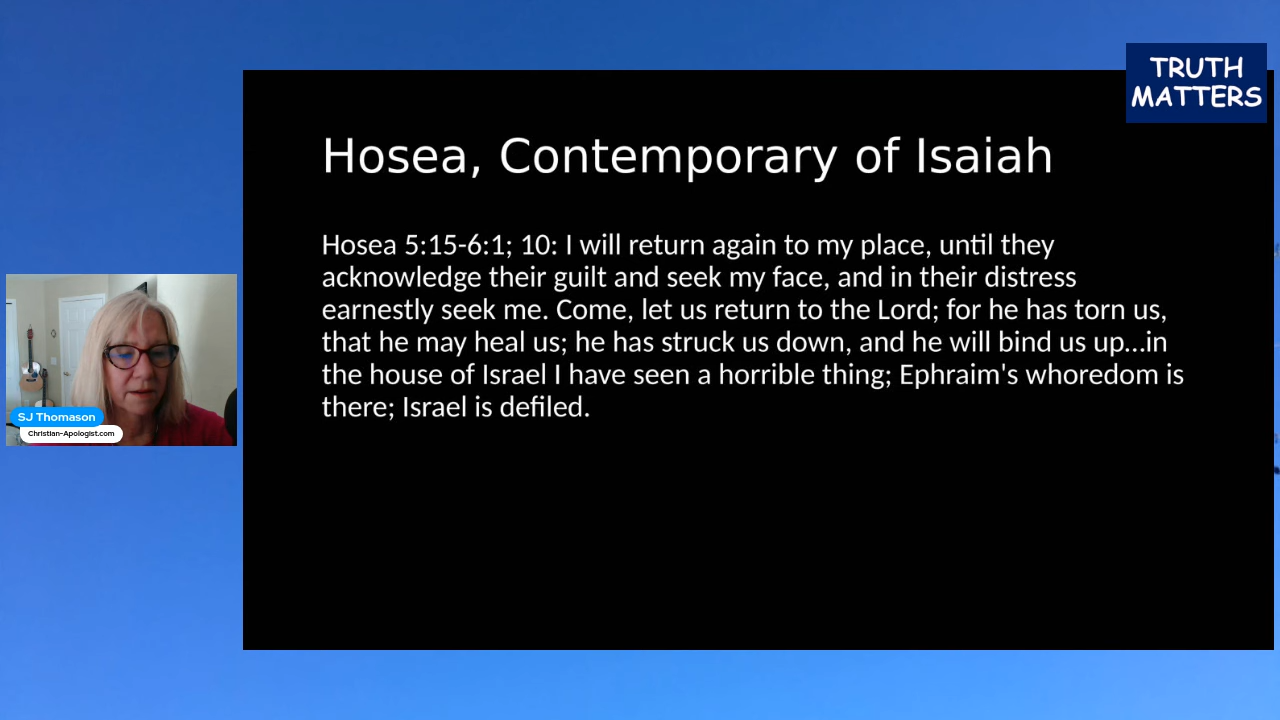 TRUTH
MATTERS
Hosea, Contemporary of Isaiah
Hosea 5:15-6:1; 10: I will return again to my place, until they
acknowledge their guilt and seek my face, and in their distress
earnestly seek me. Come, let us return to the Lord; for he has torn us,
that he may heal us; he has struck us down, and he will bind us up...in
the house of Israel I have seen a horrible thing; Ephraim's whoredom is
there; Israel is defiled.
SJ Thomason
Christian-Apologist.com